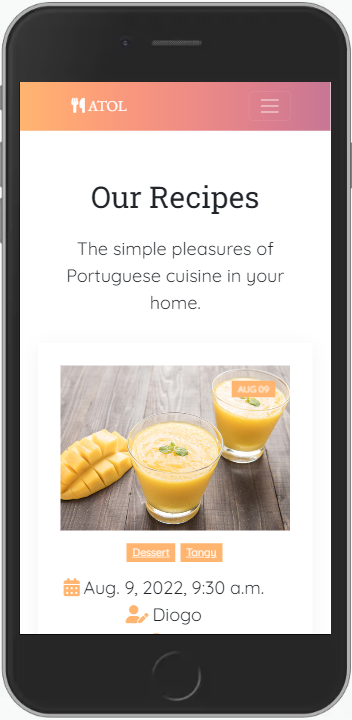 ATOL
Our Recipes
The simple pleasures of
Portuguese cuisine in your
home.
AUG 09
Dessert Tangy
Aug. 9, 2022, 9:30 a.m.
Diogo